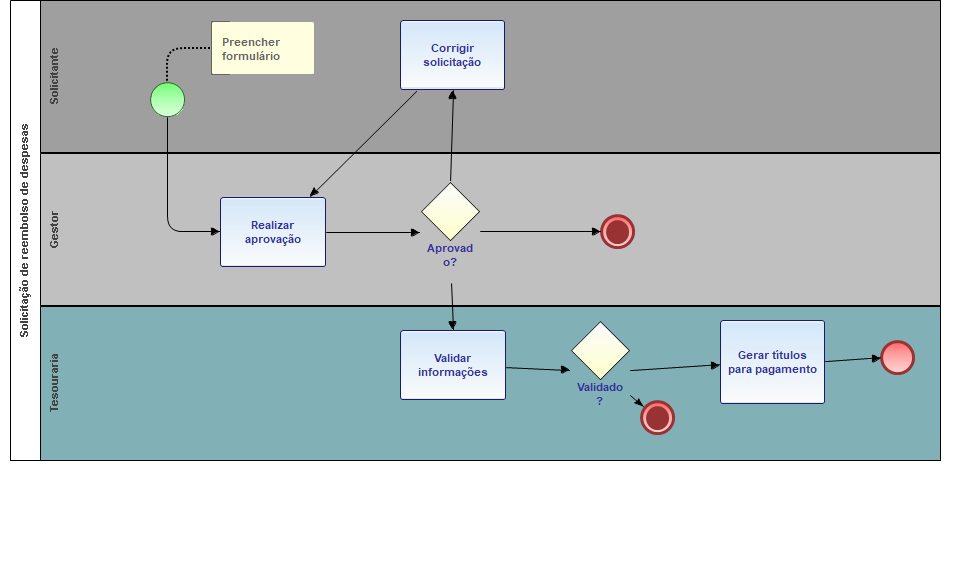 Solicitação de reembolso de despesas
Solicitante
Preencher
formulário
Corrigir
solicitação
Gestor
Realizar
aprovação
Aprovad
o?
Tesouraria
Validar
informações
Validado
?
Gerar títulos
para pagamento